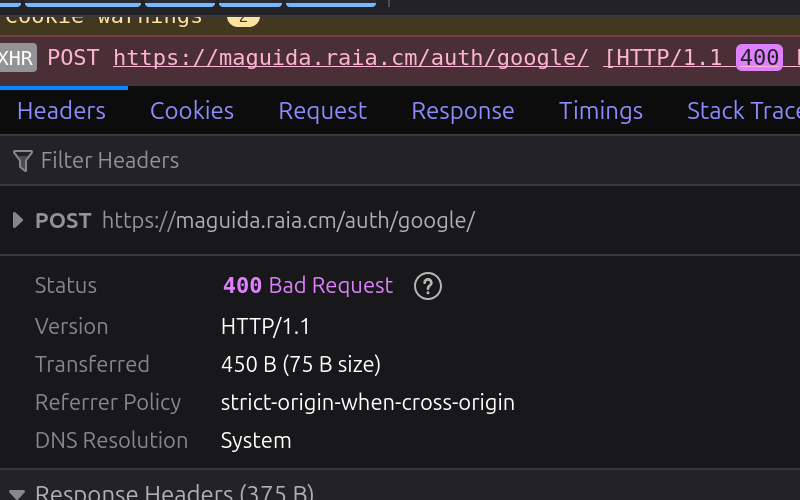 Cookie warnings 2
XHR POST https://maguida.raia.cm/auth/google/ [HTTP/1.1 400
Headers Cookies Request Response Timings Stack Trace
Filter Headers
POST https://maguida.raia.cm/auth/google/
Status 400 Bad Request ?
Version HTTP/1.1
Transferred 450 B (75 B size)
Referrer Policy strict-origin-when-cross-origin
DNS Resolution System
Response Headers (375 B)